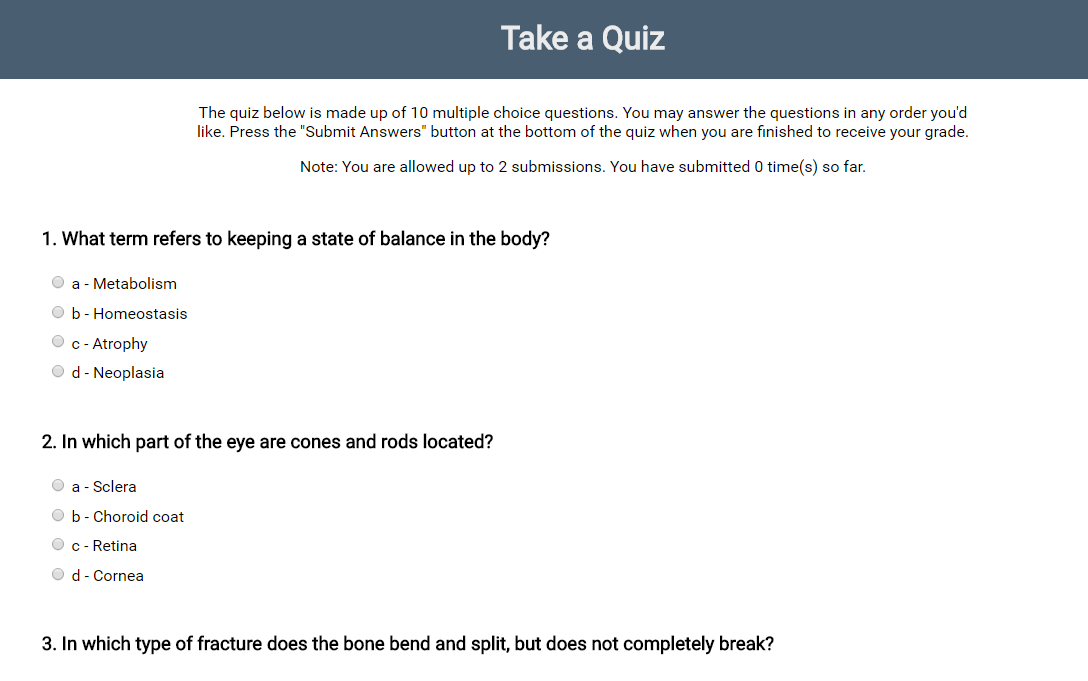 Take a Quiz
The quiz below is made up of 10 multiple choice questions. You may answer the questions in any order you'd
like. Press the "Submit Answers" button at the bottom of the quiz when you are finished to receive your grade.
Note: You are allowed up to 2 submissions. You have submitted 0 time(s) so far.
1. What term refers to keeping a state of balance in the body?
a - Metabolism
b - Homeostasis
c - Atrophy
d - Neoplasia
2. In which part of the eye are cones and rods located?
a - Sclera
b - Choroid coat
c - Retina
d - Cornea
3. In which type of fracture does the bone bend and split, but does not completely break?